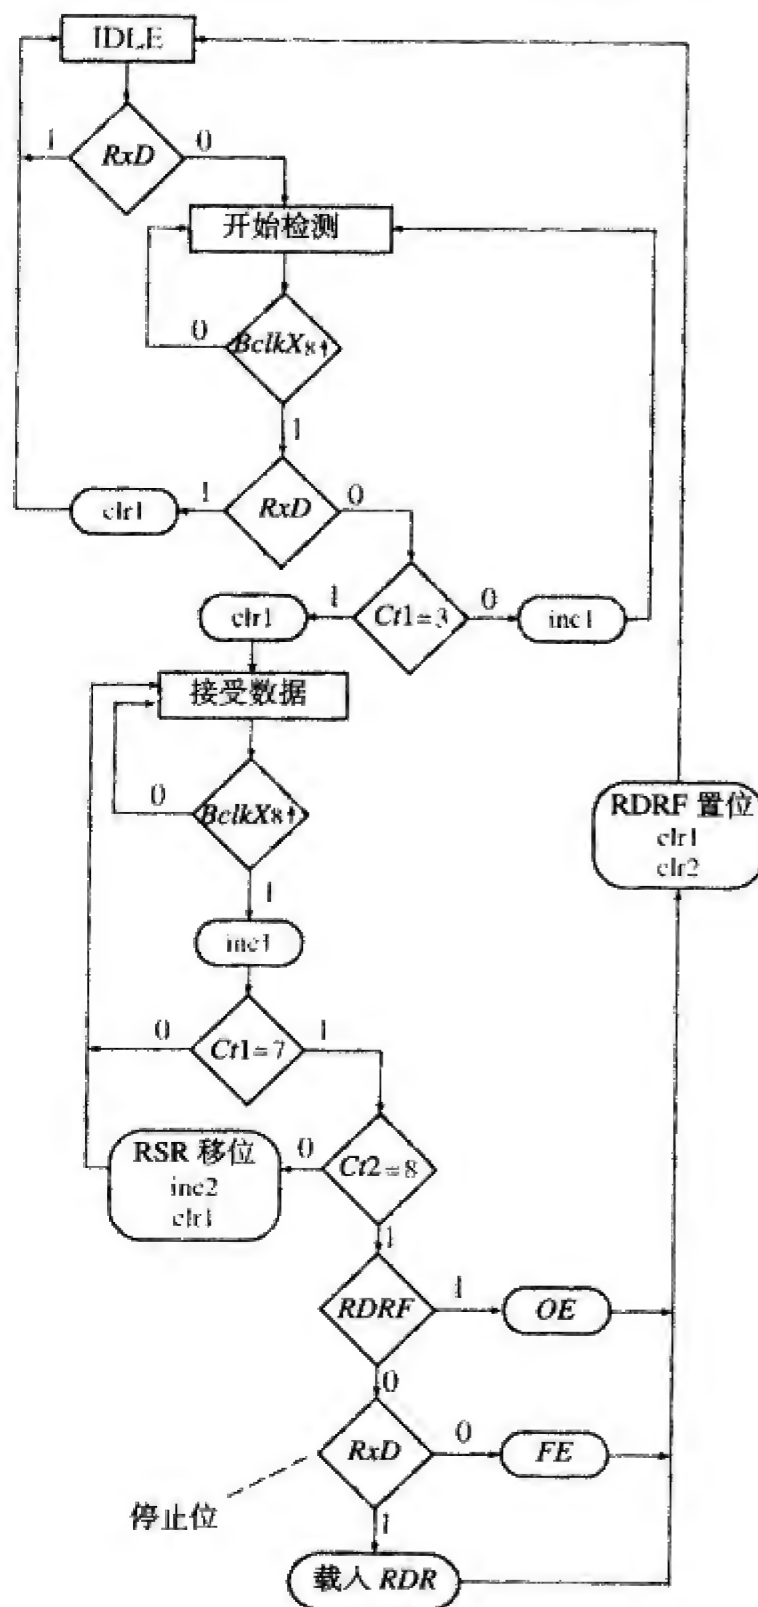 IDLE
1
RxD
0
开始检测
0
BclkX8↑
1
clr1
1
RxD
0
clr1
1
Ct1=3
0
inc1
接受数据
0
BclkX8↑
1
inc1
RDRF 置位
clr1
clr2
0
Ct1=7
1
RSR 移位
inc2
clr1
0
Ct2=8
1
RDRF
1
OE
0
RxD
0
FE
停止位
1
载入 RDR